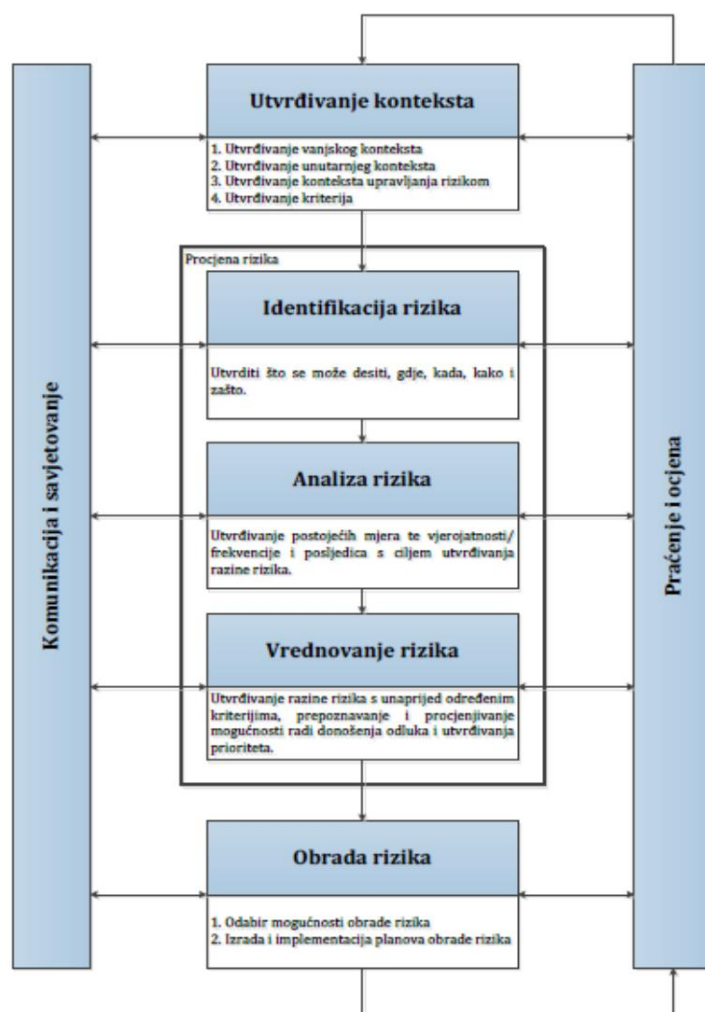 Komunikacija i savjetovanje
Utvrđivanje konteksta
1. Utvrđivanje vanjskog konteksta
2. Utvrđivanje unutarnjeg konteksta
3. Utvrđivanje konteksta upravljanja rizikom
4. Utvrđivanje kriterija
Procjena rizika
Identifikacija rizika
Utvrditi što se može desiti, gdje, kada, kako i
zašto.
Analiza rizika
Utvrđivanje postojećih mjera te vjerojatnosti/
frekvencije i posljedica s ciljem utvrđivanja
razine rizika.
Vrednovanje rizika
Utvrđivanje razine rizika s unaprijed određenim
kriterijima, prepoznavanje i procjenjivanje
mogućnosti radi donošenja odluka i utvrđivanja
prioriteta.
Obrada rizika
1. Odabir mogućnosti obrade rizika
2. Izrada i implementacija planova obrade rizika
Praćenje i ocjena